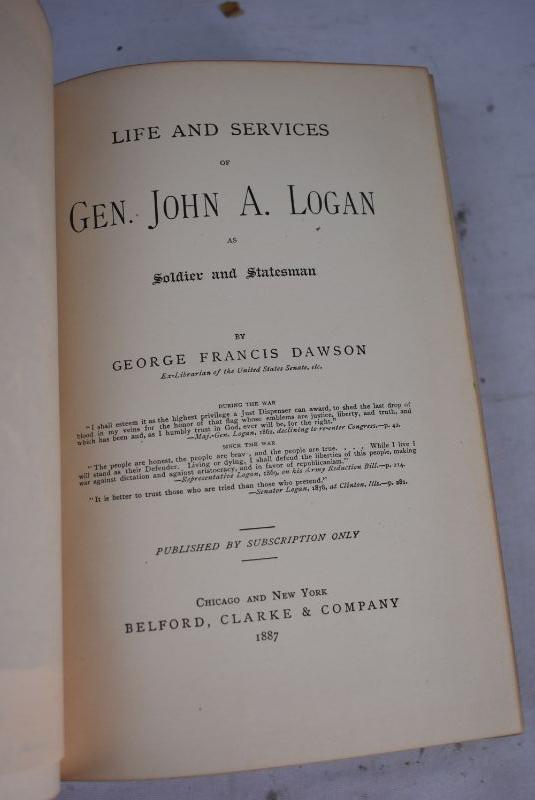 LIFE AND SERVICES
OF
GEN. JOHN A. LOGAN
AS
Soldier and Statesman
BY
GEORGE FRANCIS DAWSON
Ex-Librarian of the United States Senate, etc.
DURING THE WAR
"I shall esteem it as the highest privilege a Just Dispenser can award, to shed the last drop of
blood in my veins for the honor of that flag whose emblems are justice, liberty, and truth, and
which has been and, as I humbly trust in God, ever will be, for the right."
—Maj.-Gen. Logan, 1862, declining to reënter Congress,—p. 42.
SINCE THE WAR
"The people are honest, the people are brave, and the people are true. . . . While I live I
will stand as their Defender. Living or dying, I shall defend the liberties of this people, making
war against dictation and against aristocracy, and in favor of republicanism."
—Representative Logan, 1869, on his Army Reduction Bill.—p. 214.
"It is better to trust those who are tried than those who pretend."
—Senator Logan, 1876, at Clinton, Ills.—p. 281.
PUBLISHED BY SUBSCRIPTION ONLY
CHICAGO AND NEW YORK
BELFORD, CLARKE & COMPANY
1887